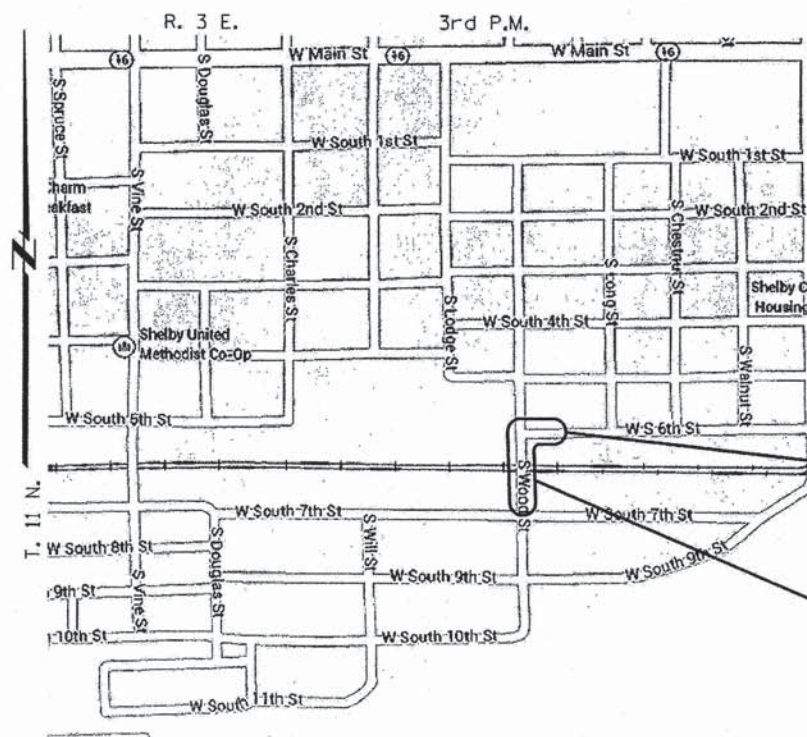 R. 3 E.
3rd P.M.
16
W Main St
16
W Main St
16
S Spruce St
S Douglas St
W South 1st St
W South 1st St
harm
akfast
S Vine St
W South 2nd St
W South 2nd St
S Charles St
S Chestnut St
S Long St
N
Shelby C
Housing
S Lodge St
W South 4th St
Shelby United
Methodist Co-Op
S Walnut St
W South 5th St
W S 6th St
T. 11 N.
S Wood St
W South 7th St
W South 7th St
W South 8th St
S Douglas St
S Will St
9th St
S Vine St
W South 9th St
W South 9th St
10th St
W South 10th St
W South 11th St